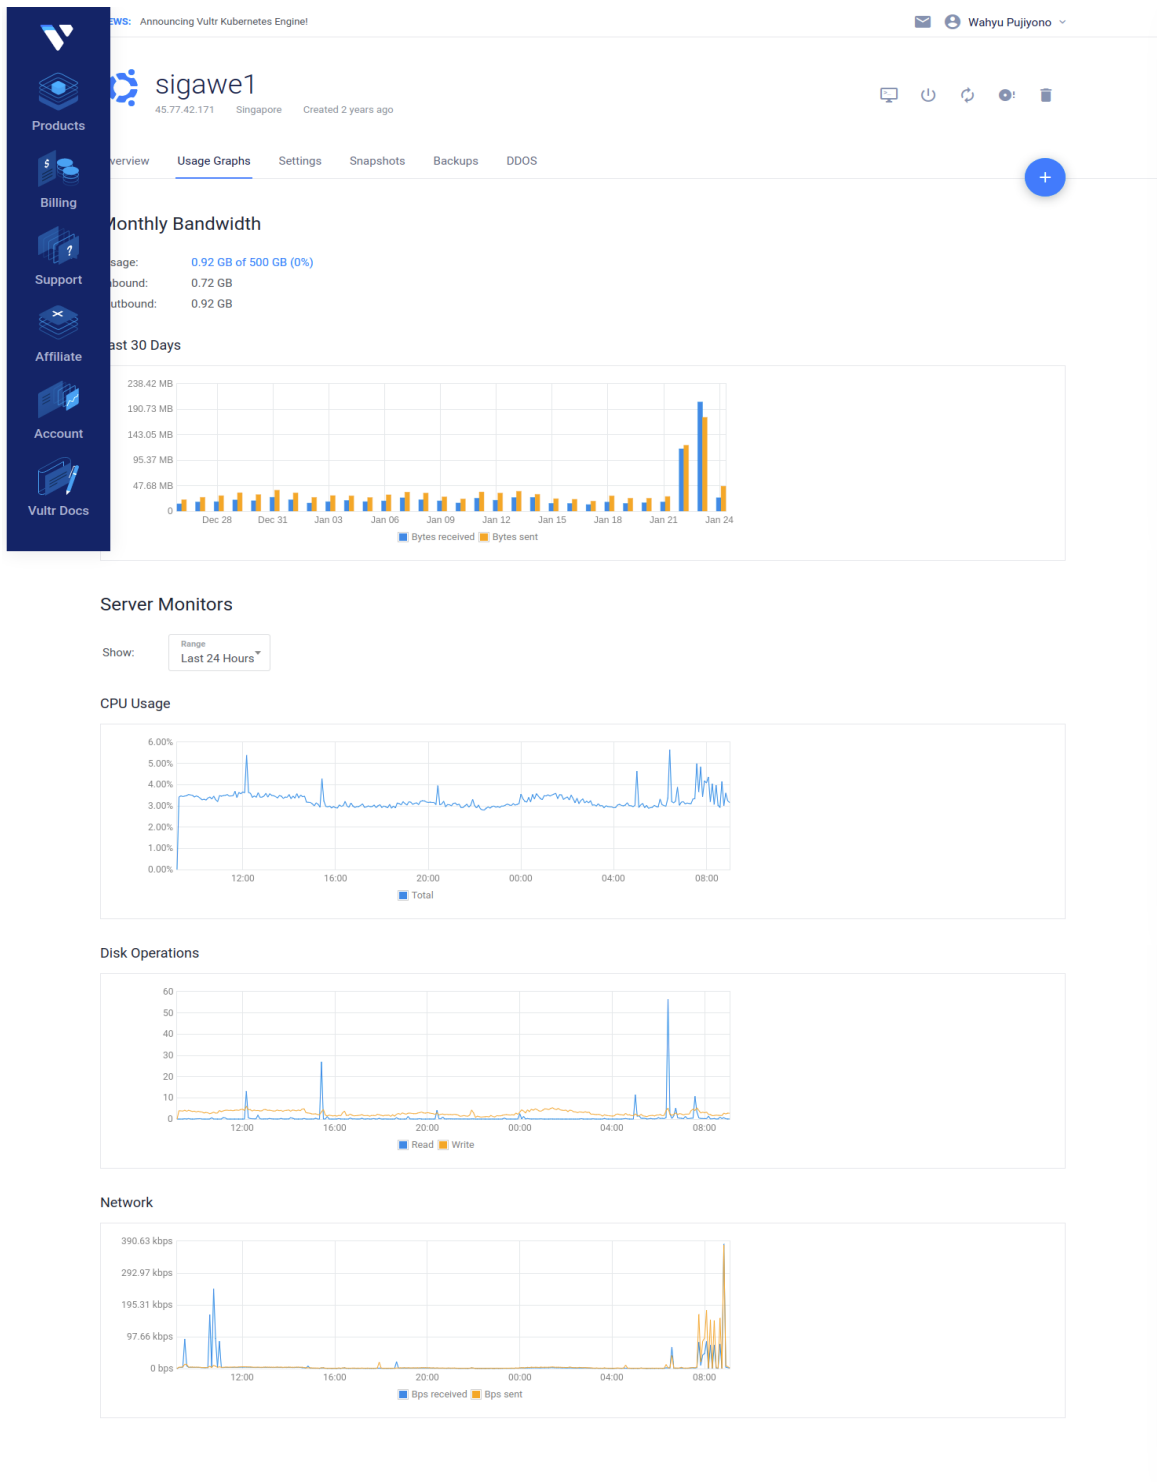 EWS: Announcing Vultr Kubernetes Engine!
Wahyu Pujiyono
Products
Billing
Support
Affiliate
Account
Vultr Docs
sigawe1
45.77.42.171 Singapore Created 2 years ago
verview Usage Graphs Settings Snapshots Backups DDOS
+
Monthly Bandwidth
sage: 0.92 GB of 500 GB (0%)
bound: 0.72 GB
utbound: 0.92 GB
ast 30 Days
238.42 MB
190.73 MB
143.05 MB
95.37 MB
47.68 MB
0
Dec 28 Dec 31 Jan 03 Jan 06 Jan 09 Jan 12 Jan 15 Jan 18 Jan 21 Jan 24
Bytes received Bytes sent
Server Monitors
Show:
Range
Last 24 Hours
CPU Usage
6.00%
5.00%
4.00%
3.00%
2.00%
1.00%
0.00%
12:00 16:00 20:00 00:00 04:00 08:00
Total
Disk Operations
60
50
40
30
20
10
0
12:00 16:00 20:00 00:00 04:00 08:00
Read Write
Network
390.63 kbps
292.97 kbps
195.31 kbps
97.66 kbps
0 bps
12:00 16:00 20:00 00:00 04:00 08:00
Bps received Bps sent